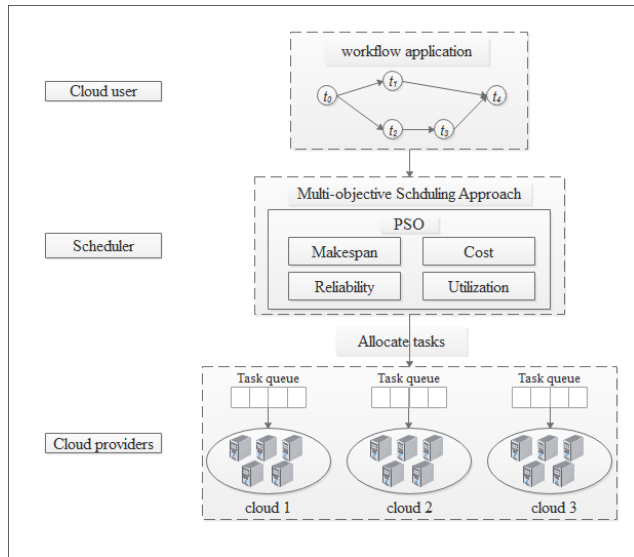 workflow application
Cloud user
t0
t1
t2
t3
t4
Multi-objective Schduling Approach
PSO
Scheduler
Makespan
Cost
Reliability
Utilization
Allocate tasks
Task queue
Task queue
Task queue
Cloud providers
cloud 1
cloud 2
cloud 3